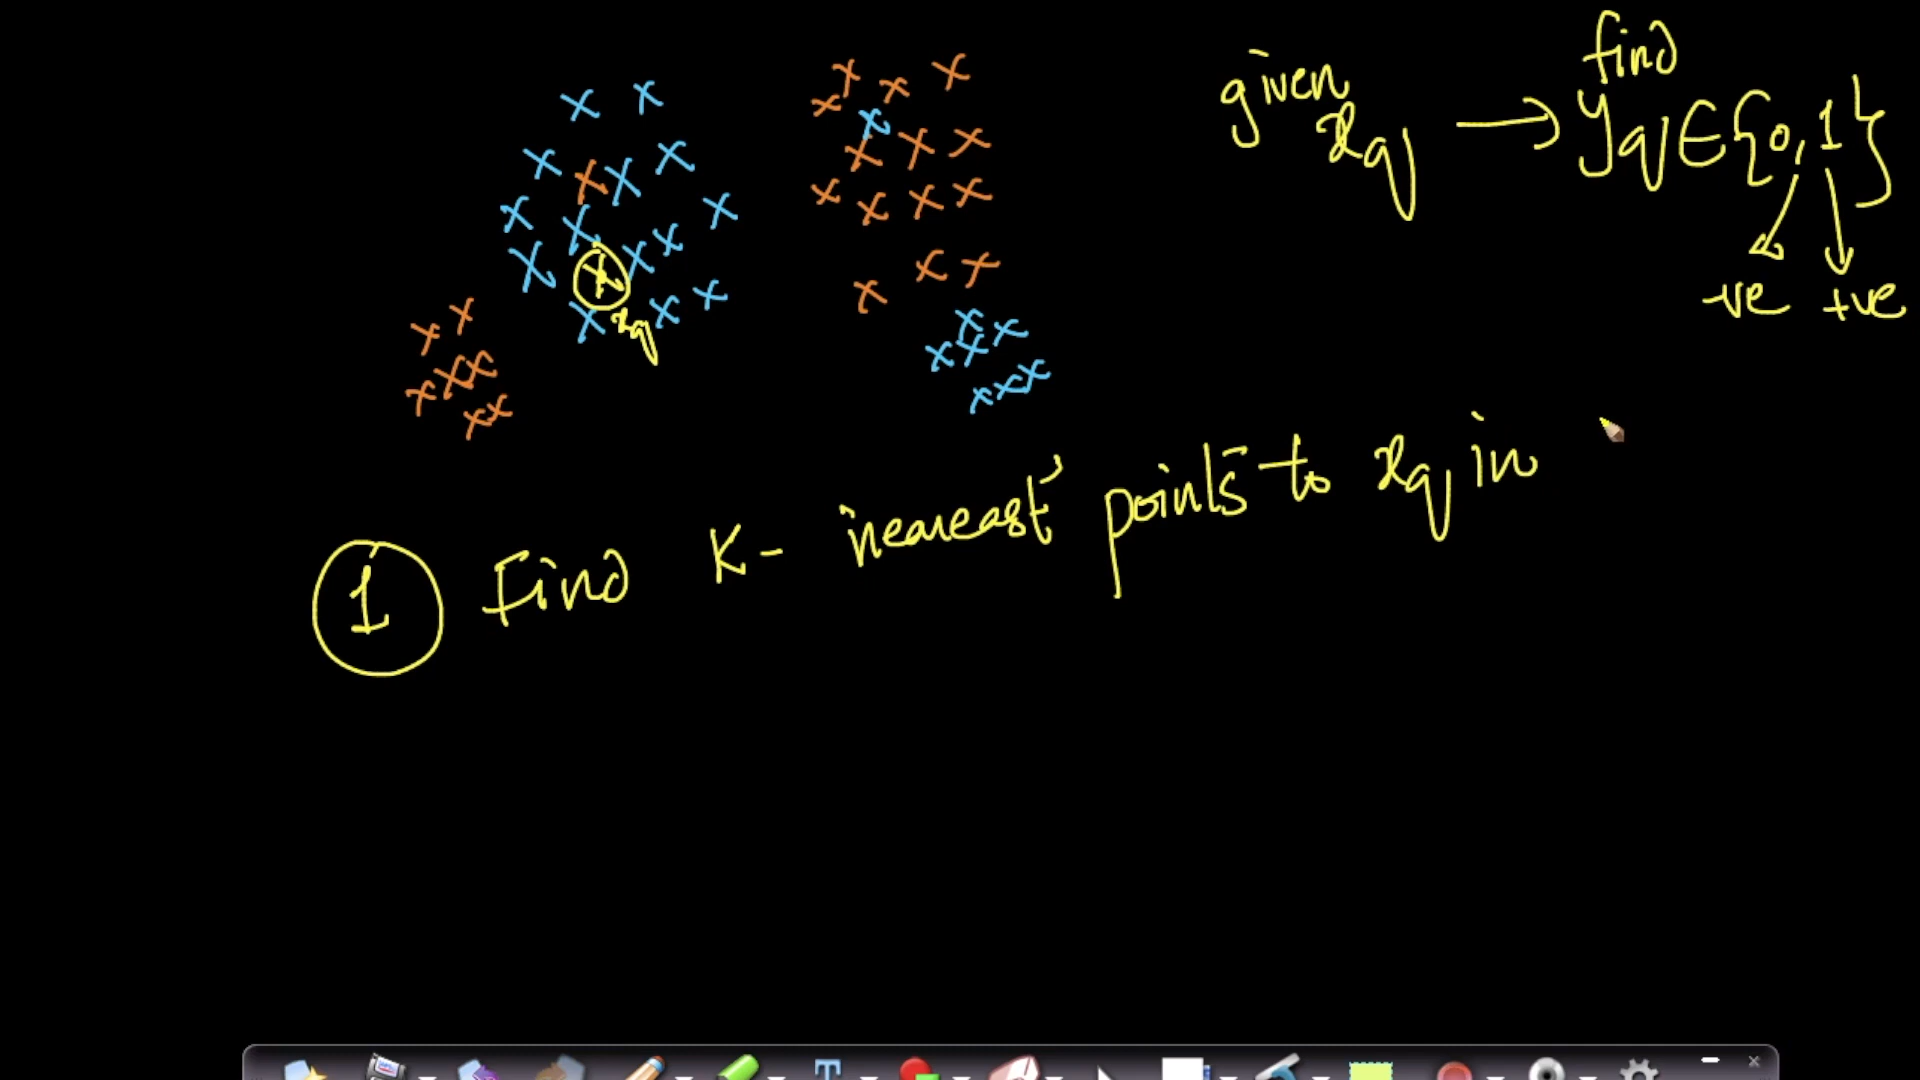 find
given
xq → yq ∈ {0, 1}
-ve +ve
xq
1 Find K- nearest points to xq in